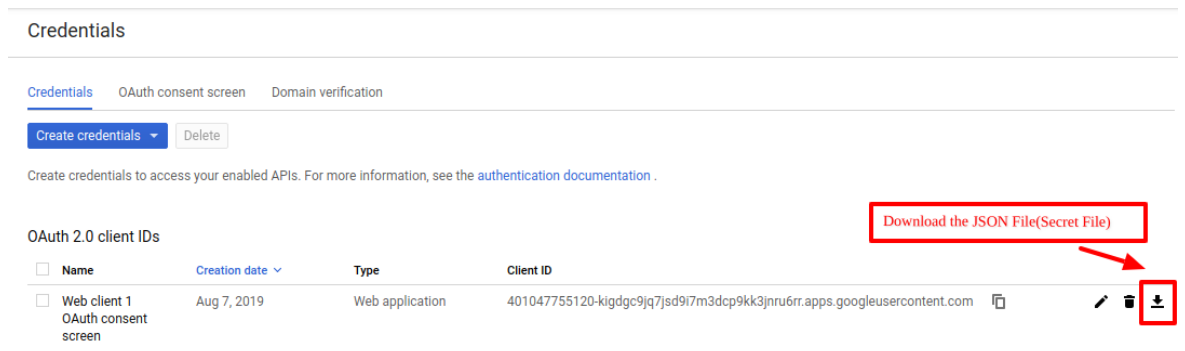 Credentials
Credentials OAuth consent screen Domain verification
Create credentials Delete
Create credentials to access your enabled APIs. For more information, see the authentication documentation .
Download the JSON File(Secret File)
OAuth 2.0 client IDs
Name Creation date Type Client ID
Web client 1 Aug 7, 2019 Web application 401047755120-kigdgc9jq7jsd9i7m3dcp9kk3jnru6rr.apps.googleusercontent.com
OAuth consent
screen